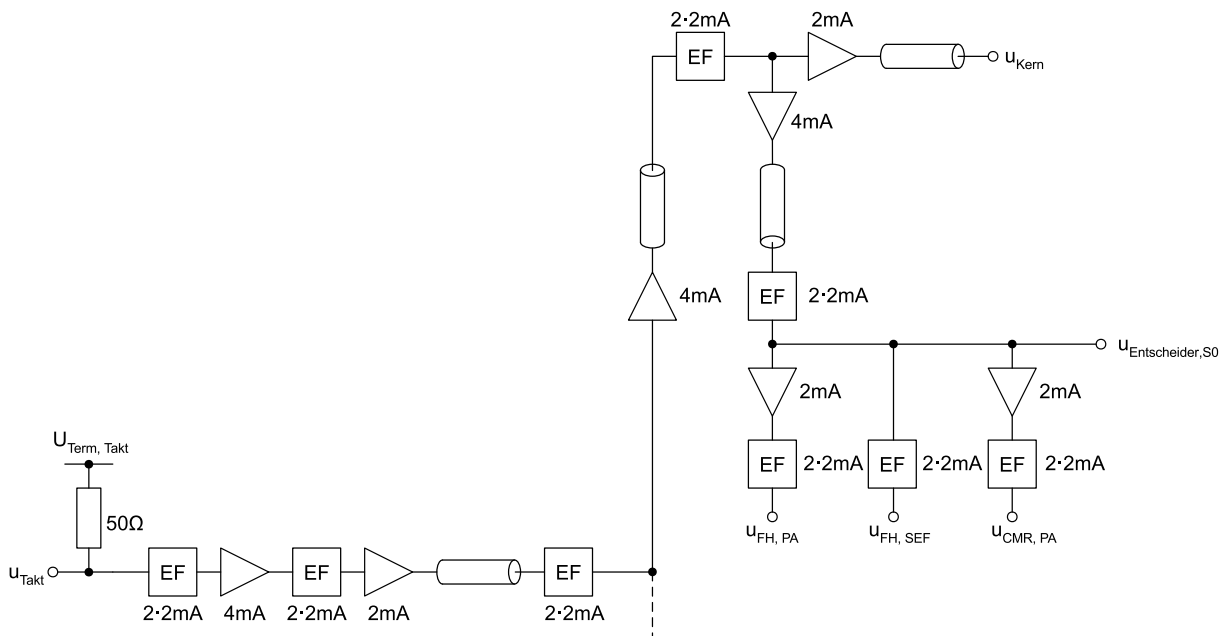 2·2mA 2mA
EF
u_Kern
4mA
4mA
EF 2·2mA
u_Entscheider,S0
2mA 2mA
U_Term, Takt
EF 2·2mA EF 2·2mA EF 2·2mA
50Ω
u_FH, PA u_FH, SEF u_CMR, PA
u_Takt EF EF EF
2·2mA 4mA 2·2mA 2mA 2·2mA